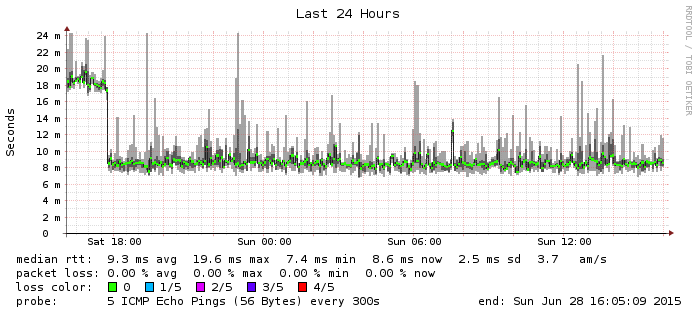 Last 24 Hours
RRDTOOL / TOBI OETIKER
Seconds
24 m
22 m
20 m
18 m
16 m
14 m
12 m
10 m
8 m
6 m
4 m
2 m
0
Sat 18:00 Sun 00:00 Sun 06:00 Sun 12:00
median rtt: 9.3 ms avg 19.6 ms max 7.4 ms min 8.6 ms now 2.5 ms sd 3.7 am/s
packet loss: 0.00 % avg 0.00 % max 0.00 % min 0.00 % now
loss color: 0 1/5 2/5 3/5 4/5
probe: 5 ICMP Echo Pings (56 Bytes) every 300s end: Sun Jun 28 16:05:09 2015